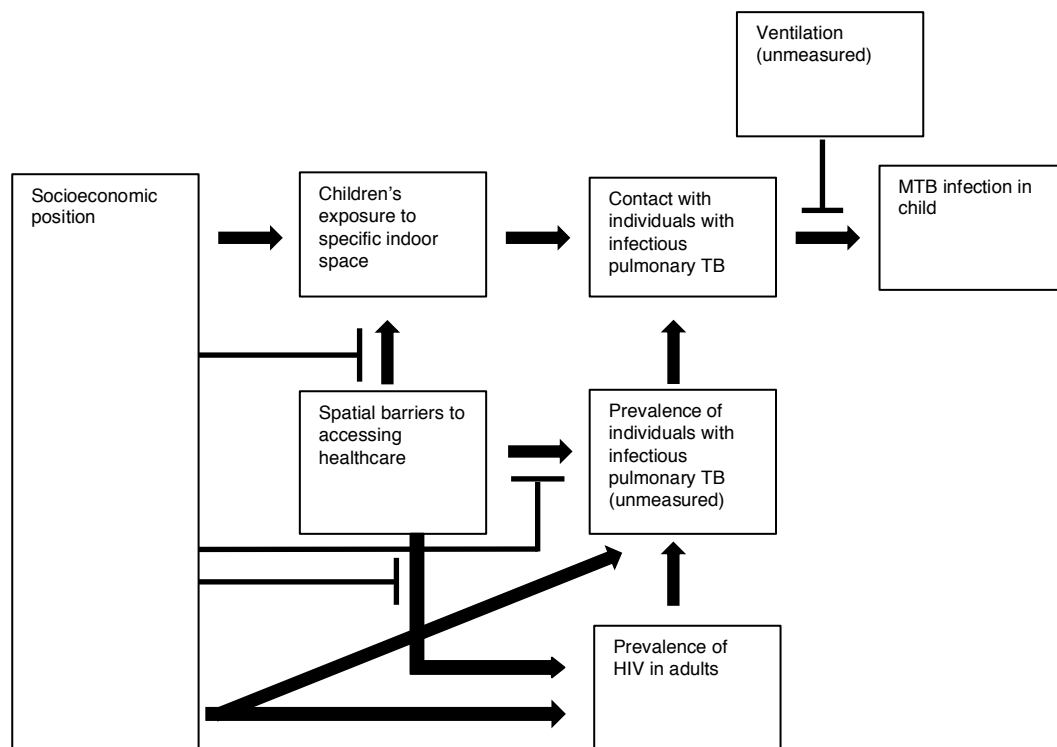 Ventilation
(unmeasured)
Socioeconomic
position
Children's
exposure to
specific indoor
space
Contact with
individuals with
infectious
pulmonary TB
MTB infection in
child
Spatial barriers to
accessing
healthcare
Prevalence of
individuals with
infectious
pulmonary TB
(unmeasured)
Prevalence of
HIV in adults